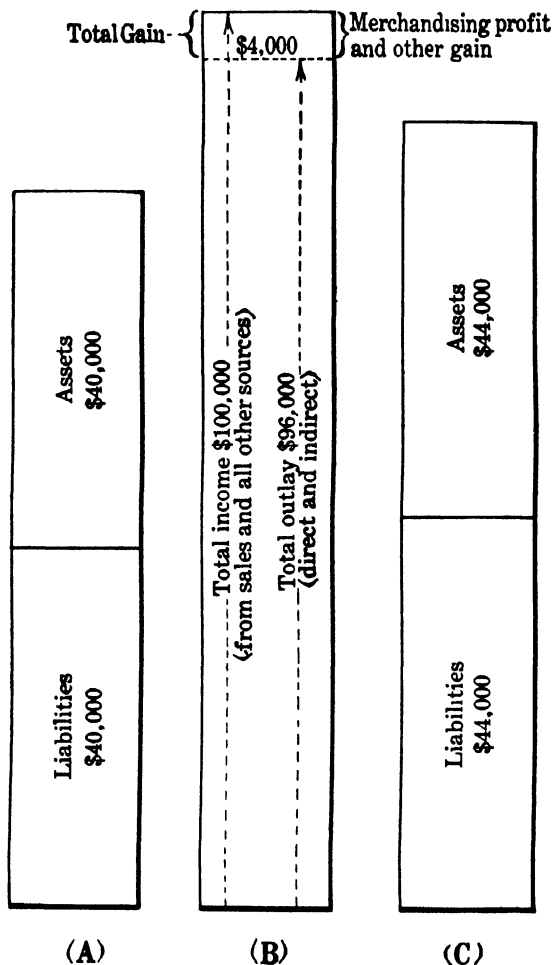 Total Gain
$4,000
Merchandising profit
and other gain
Assets
$40,000
Liabilities
$40,000
Total income $100,000
(from sales and all other sources)
Total outlay $96,000
(direct and indirect)
Assets
$44,000
Liabilities
$44,000
(A)
(B)
(C)